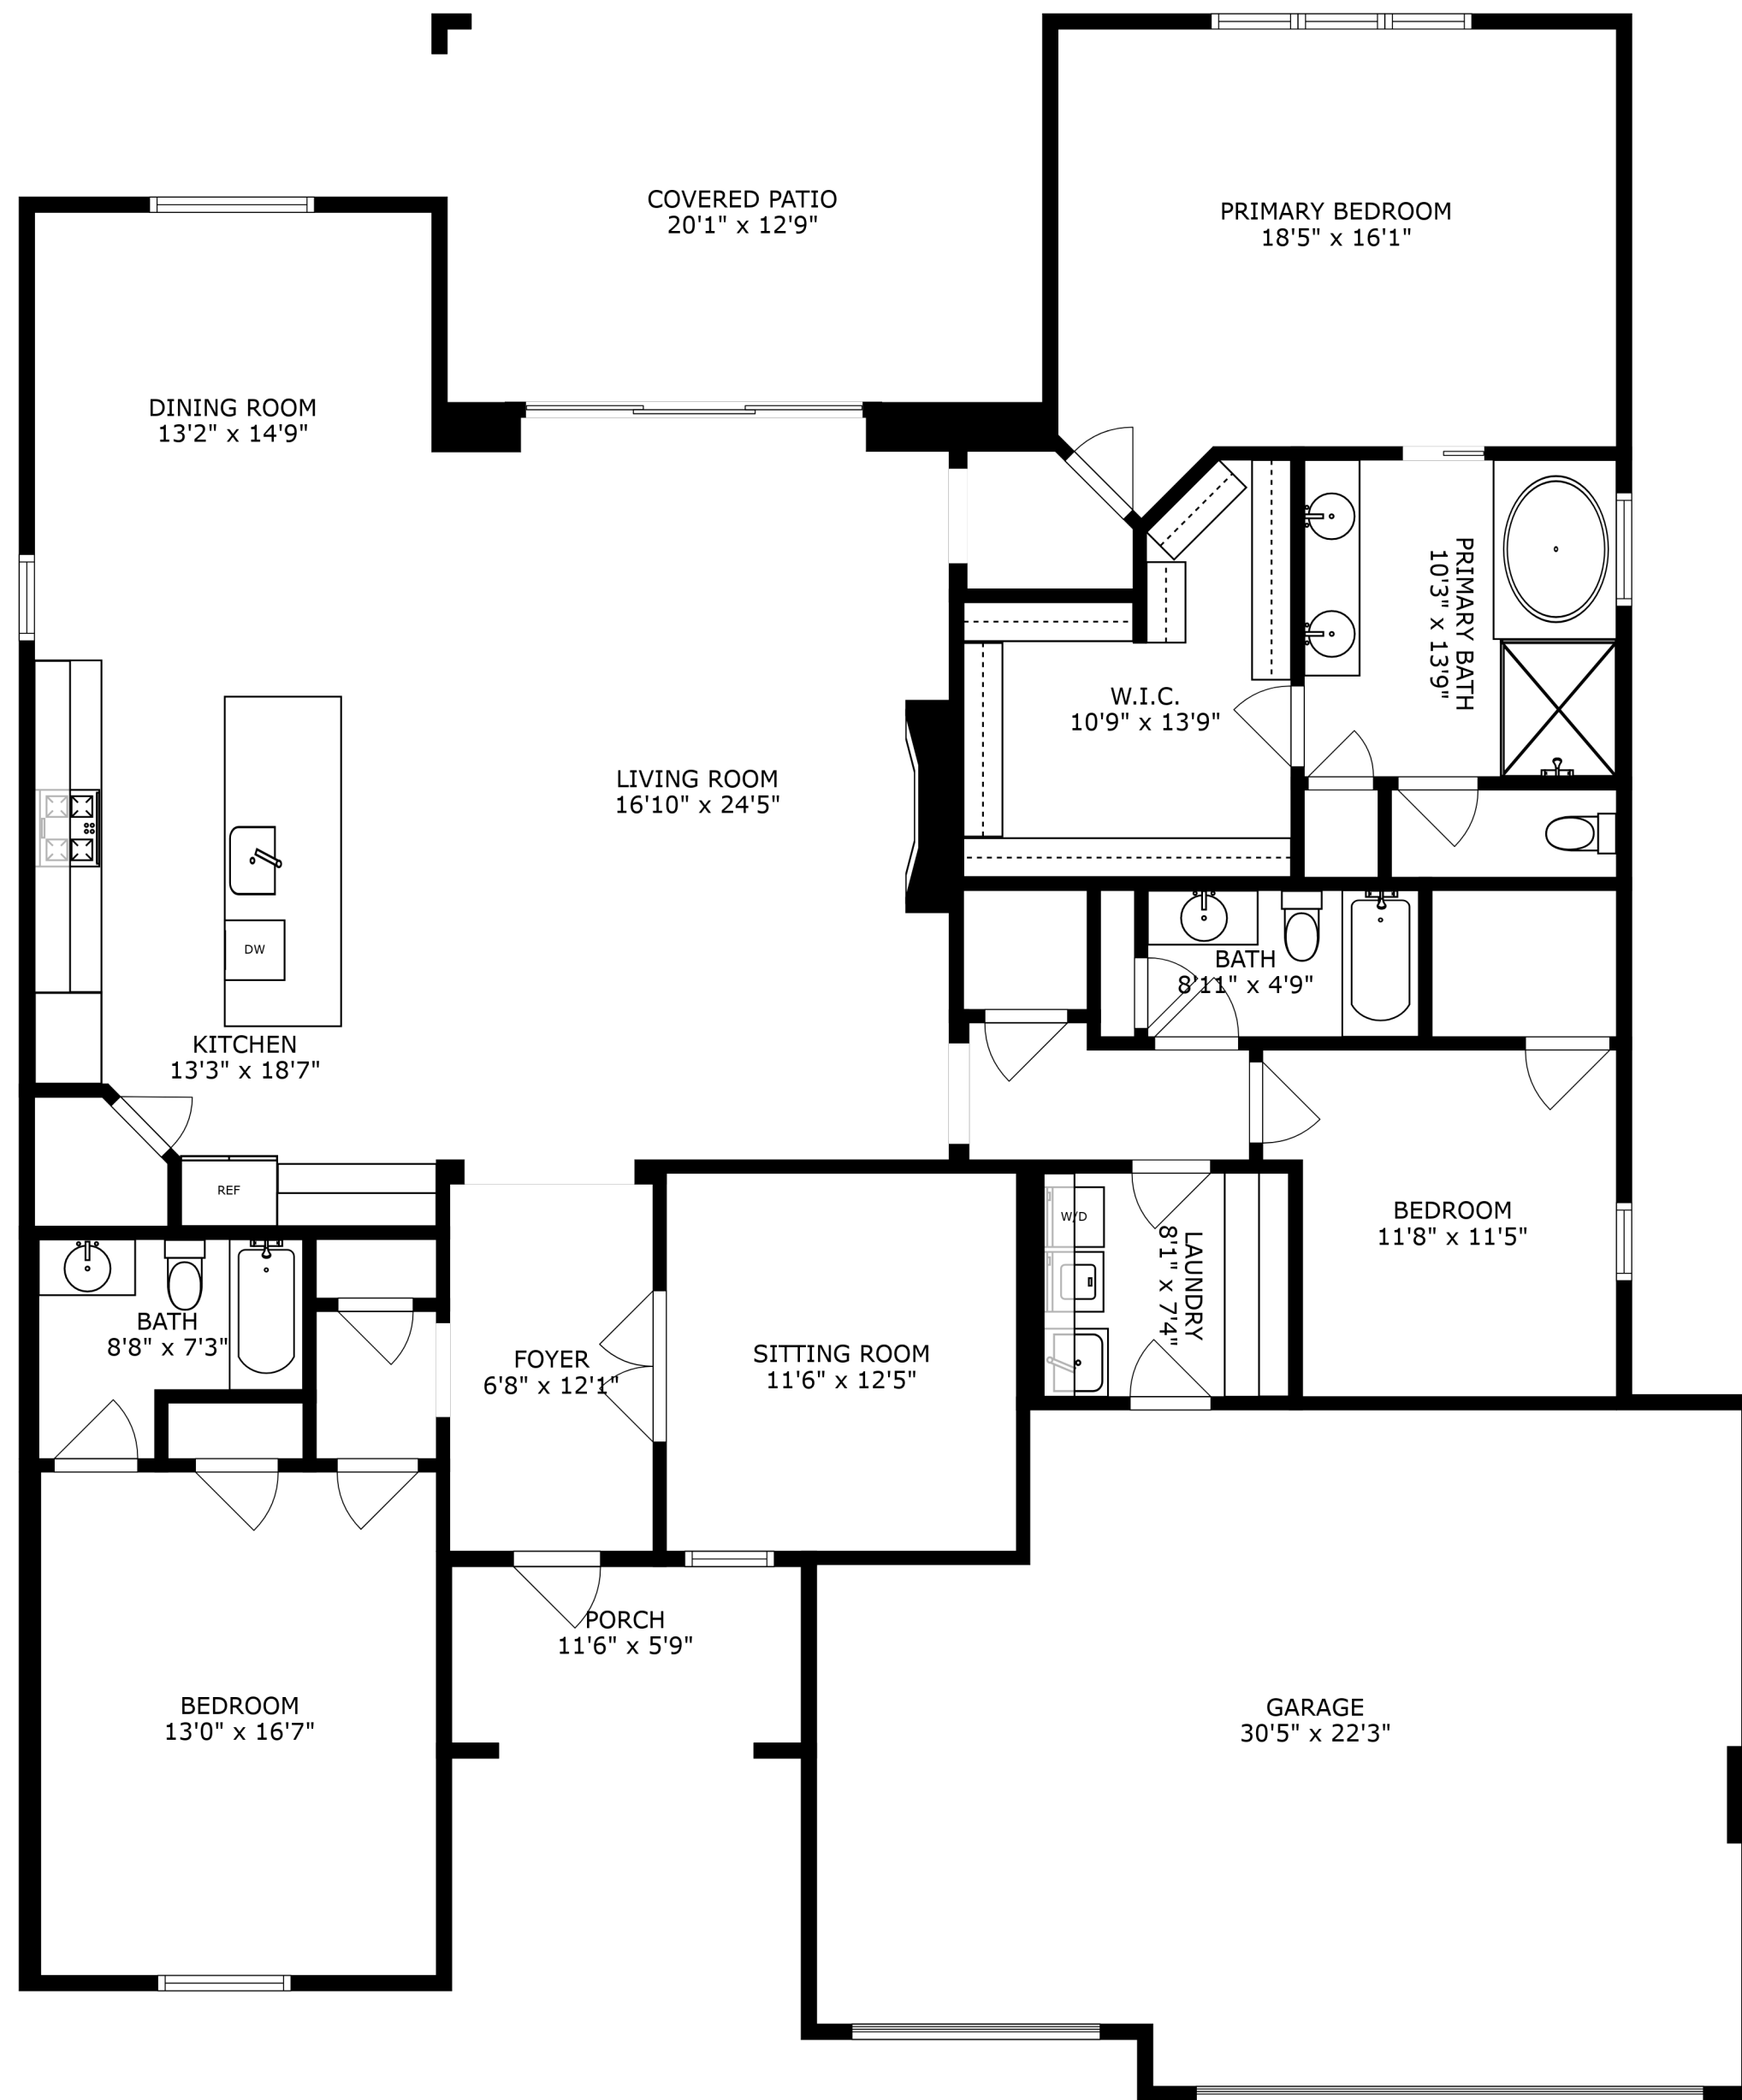 COVERED PATIO
20'1" x 12'9"
PRIMARY BEDROOM
18'5" x 16'1"
DINING ROOM
13'2" x 14'9"
PRIMARY BATH
10'3" x 13'9"
W.I.C.
10'9" x 13'9"
LIVING ROOM
16'10" x 24'5"
DW
BATH
8'11" x 4'9"
KITCHEN
13'3" x 18'7"
REF
W/D
BEDROOM
11'8" x 11'5"
LAUNDRY
8'1" x 7'4"
BATH
8'8" x 7'3"
FOYER
6'8" x 12'1"
SITTING ROOM
11'6" x 12'5"
PORCH
11'6" x 5'9"
BEDROOM
13'0" x 16'7"
GARAGE
30'5" x 22'3"